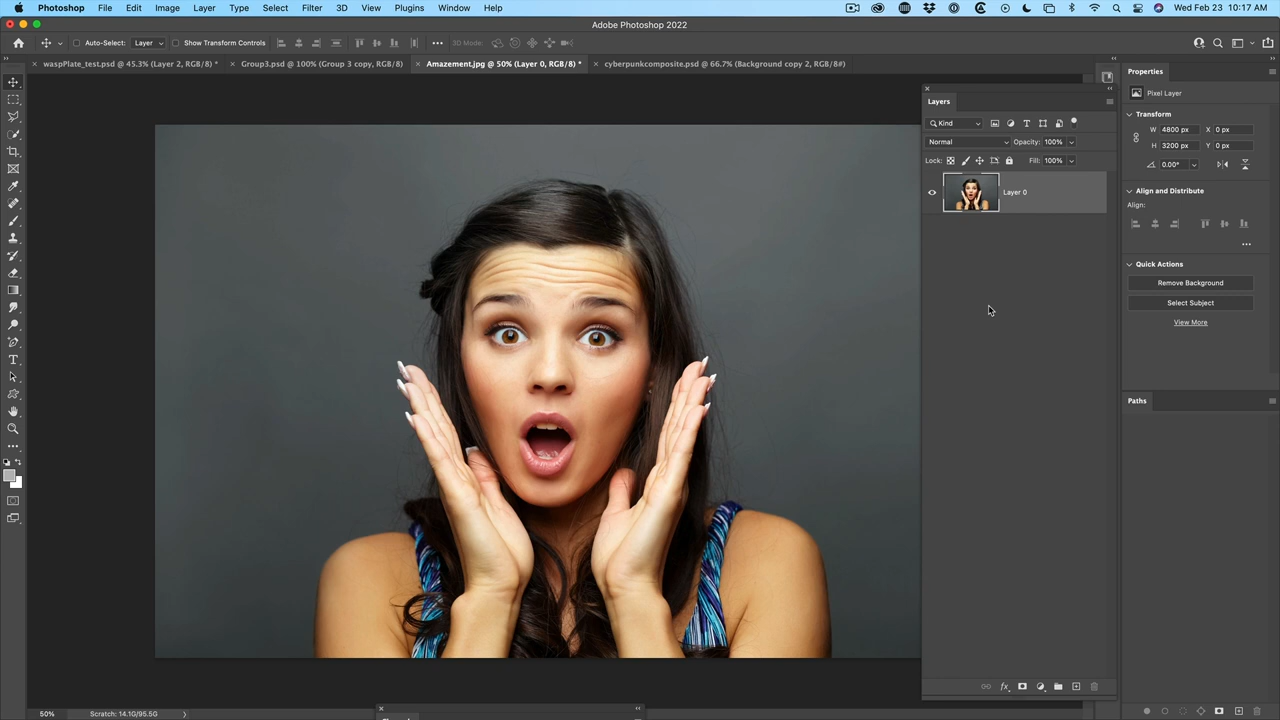 Photoshop File Edit Image Layer Type Select Filter 3D View Plugins Window Help Wed Feb 23 10:17 AM
Adobe Photoshop 2022
Auto-Select: Layer Show Transform Controls 3D Mode:
waspPlate_test.psd @ 45.3% (Layer 2, RGB/8) * Group3.psd @ 100% (Group 3 copy, RGB/8) Amazement.jpg @ 50% (Layer 0, RGB/8) * cyberpunkcomposite.psd @ 66.7% (Background copy 2, RGB/8#)
Layers
Kind
Normal Opacity: 100%
Lock: Fill: 100%
Layer 0
Properties
Pixel Layer
Transform
W 4800 px X 0 px
H 3200 px Y 0 px
0.00°
Align and Distribute
Align:
Quick Actions
Remove Background
Select Subject
View More
Paths
50% Scratch: 14.1G/95.5G